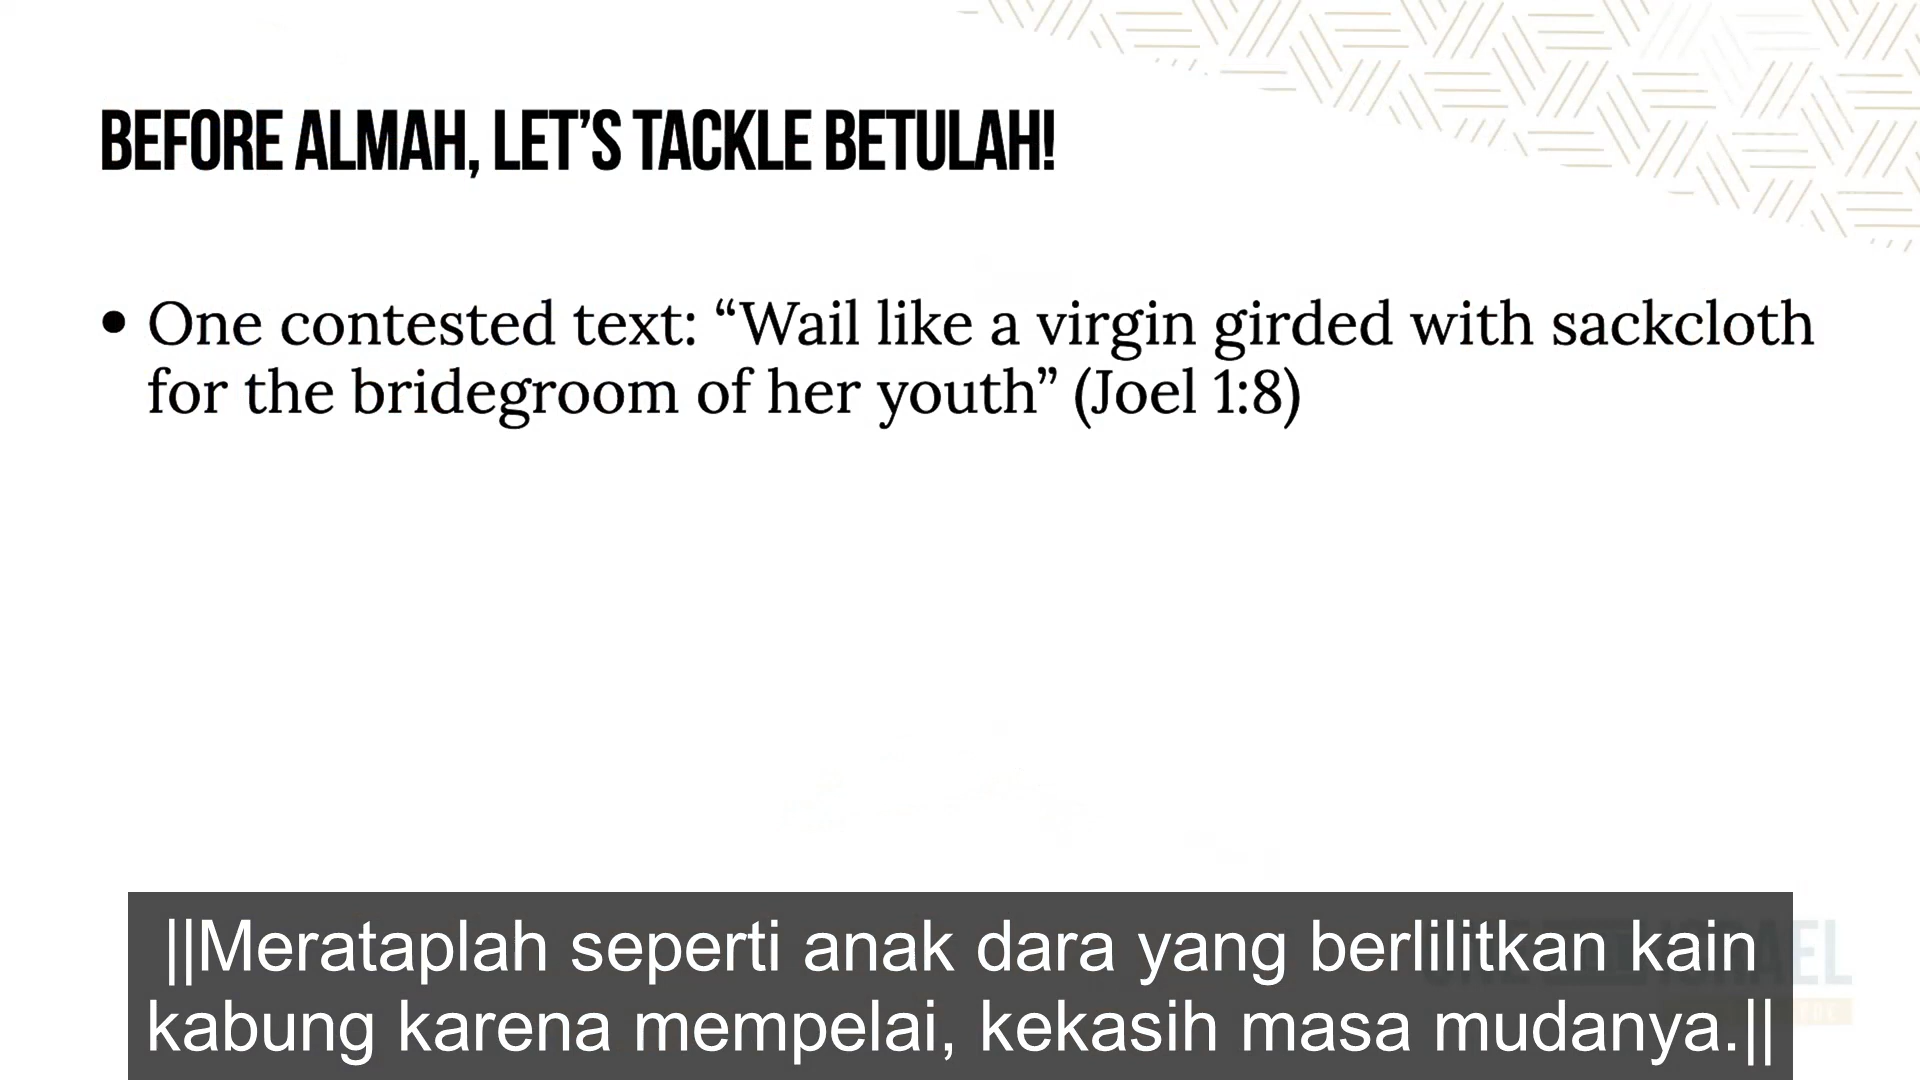 BEFORE ALMAH, LET’S TACKLE BETULAH!
• One contested text: “Wail like a virgin girded with sackcloth
for the bridegroom of her youth” (Joel 1:8)
||Merataplah seperti anak dara yang berlilitkan kain
kabung karena mempelai, kekasih masa mudanya.||